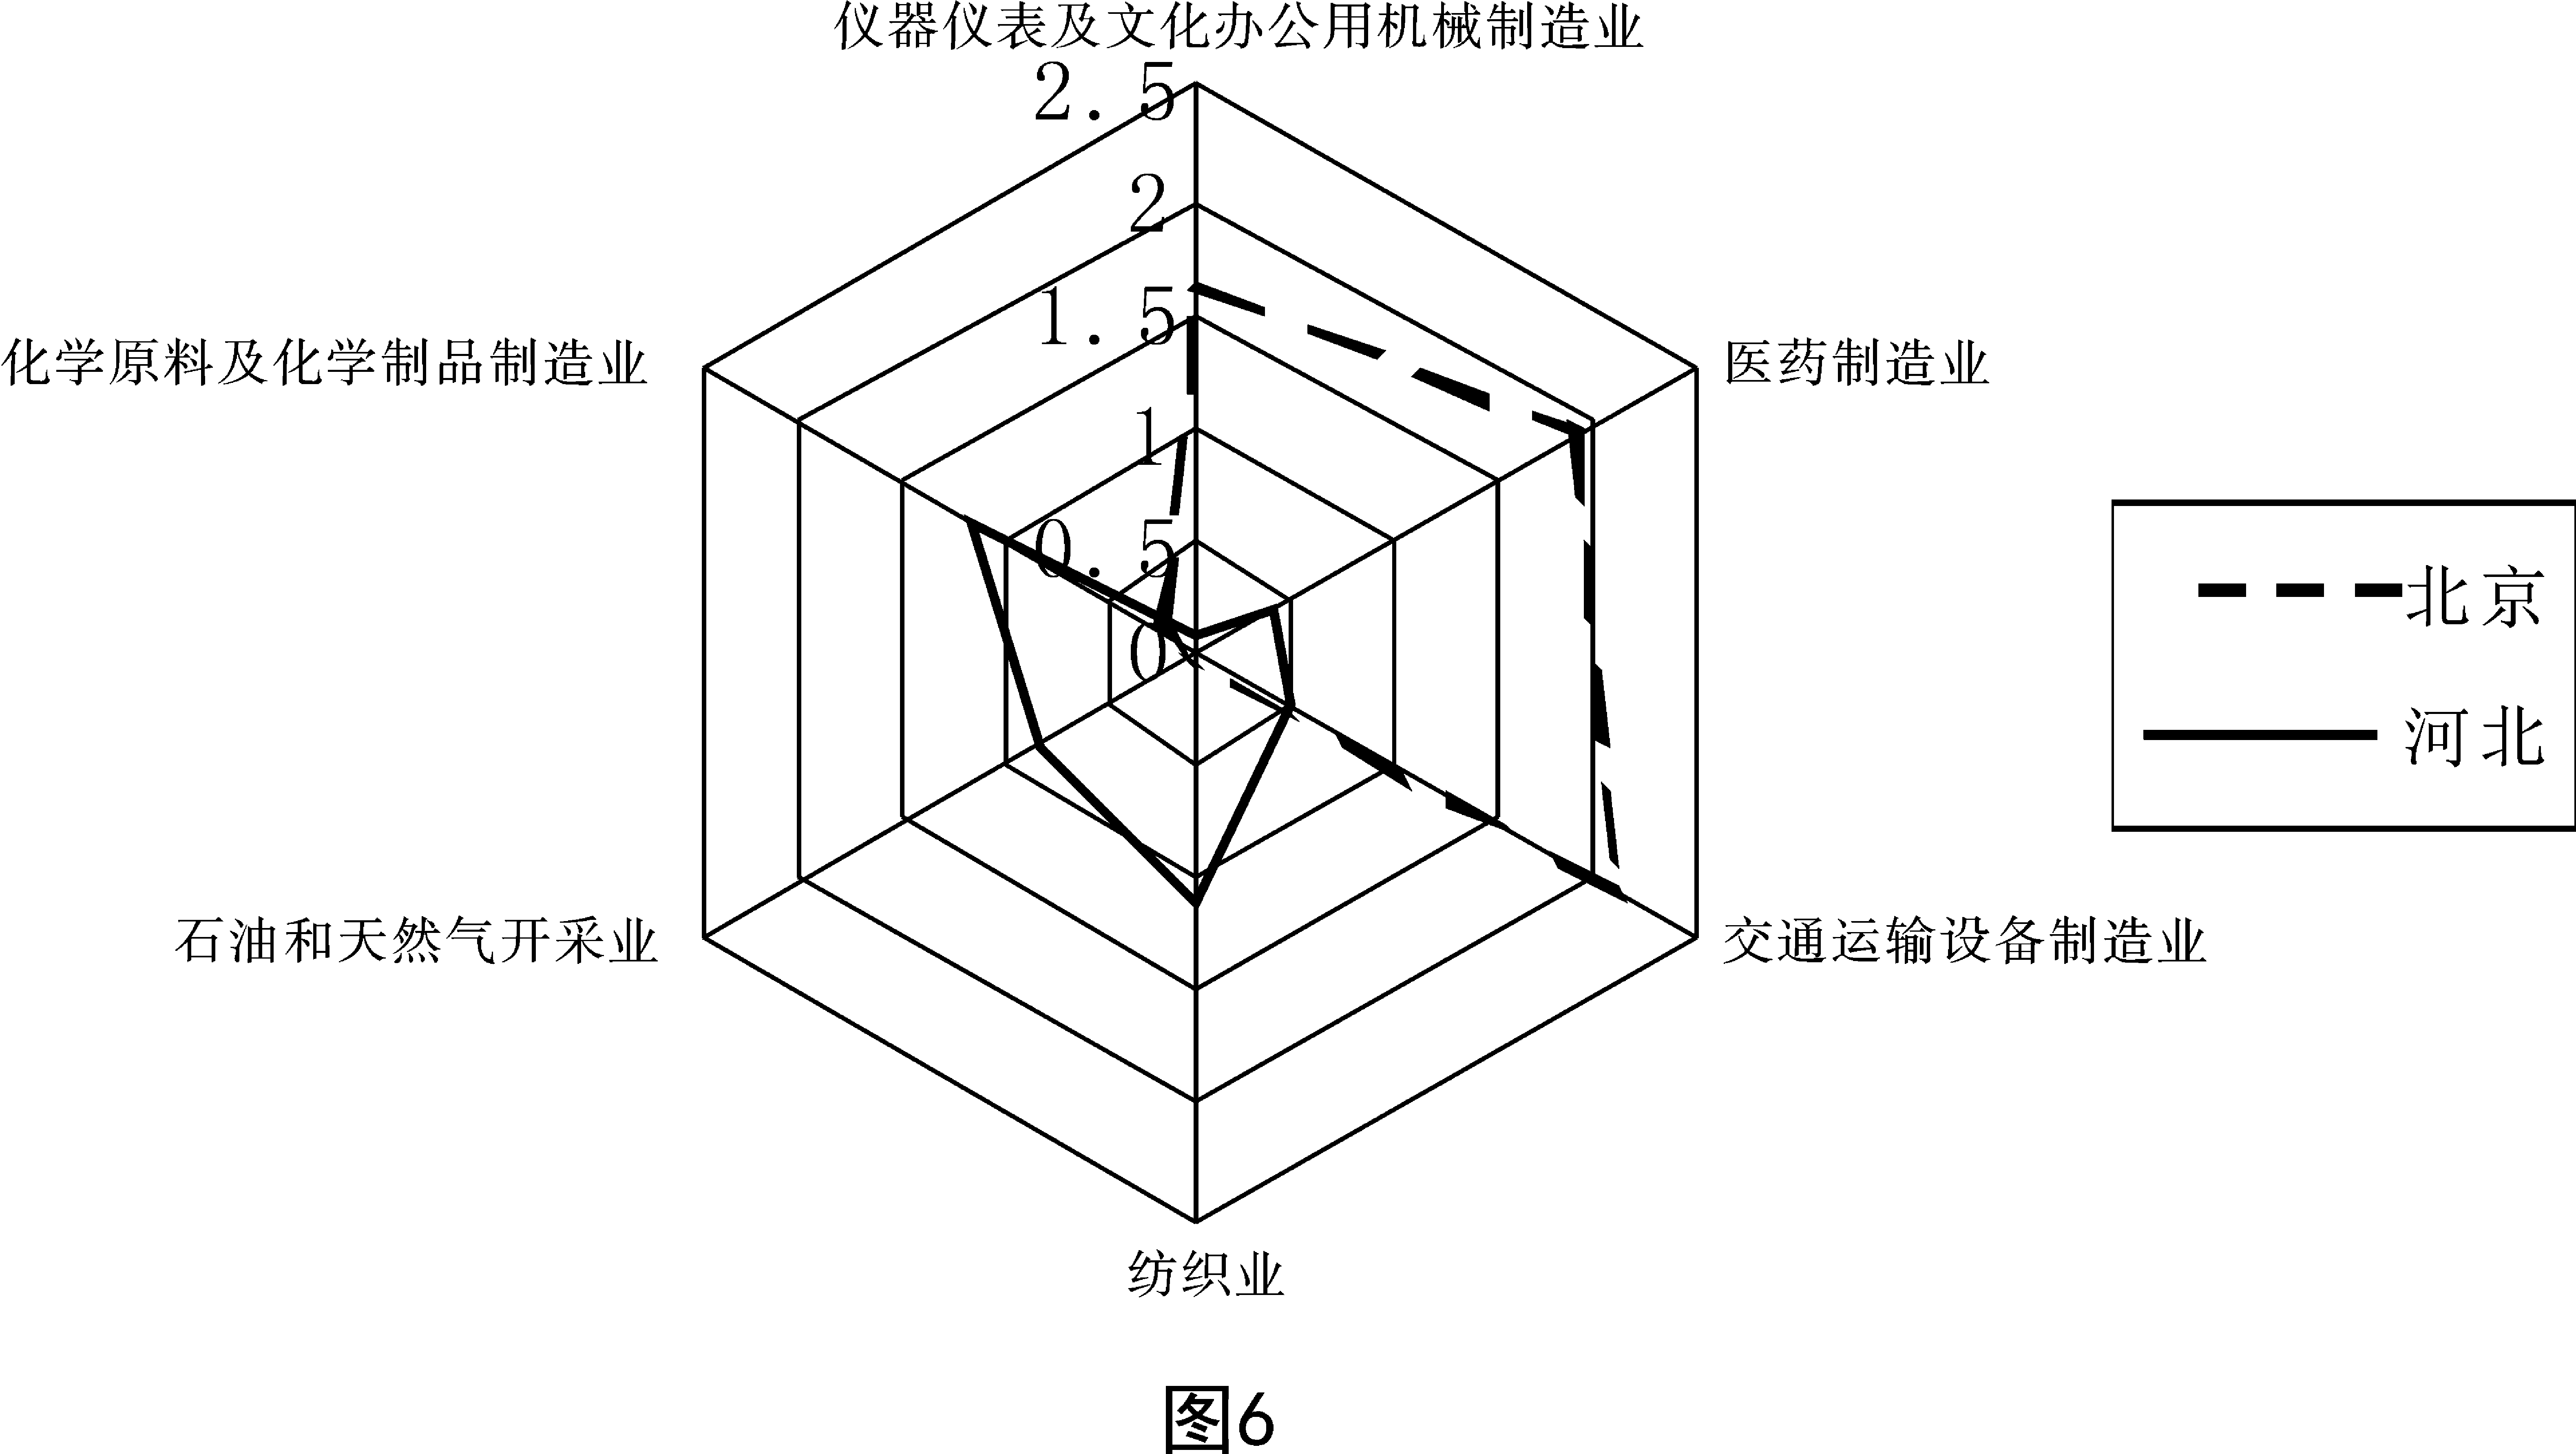 仪器仪表及文化办公用机械制造业
2.5
2
1.5
1
0.5
0
化学原料及化学制品制造业
医药制造业
石油和天然气开采业
交通运输设备制造业
纺织业
北京
河北
图6